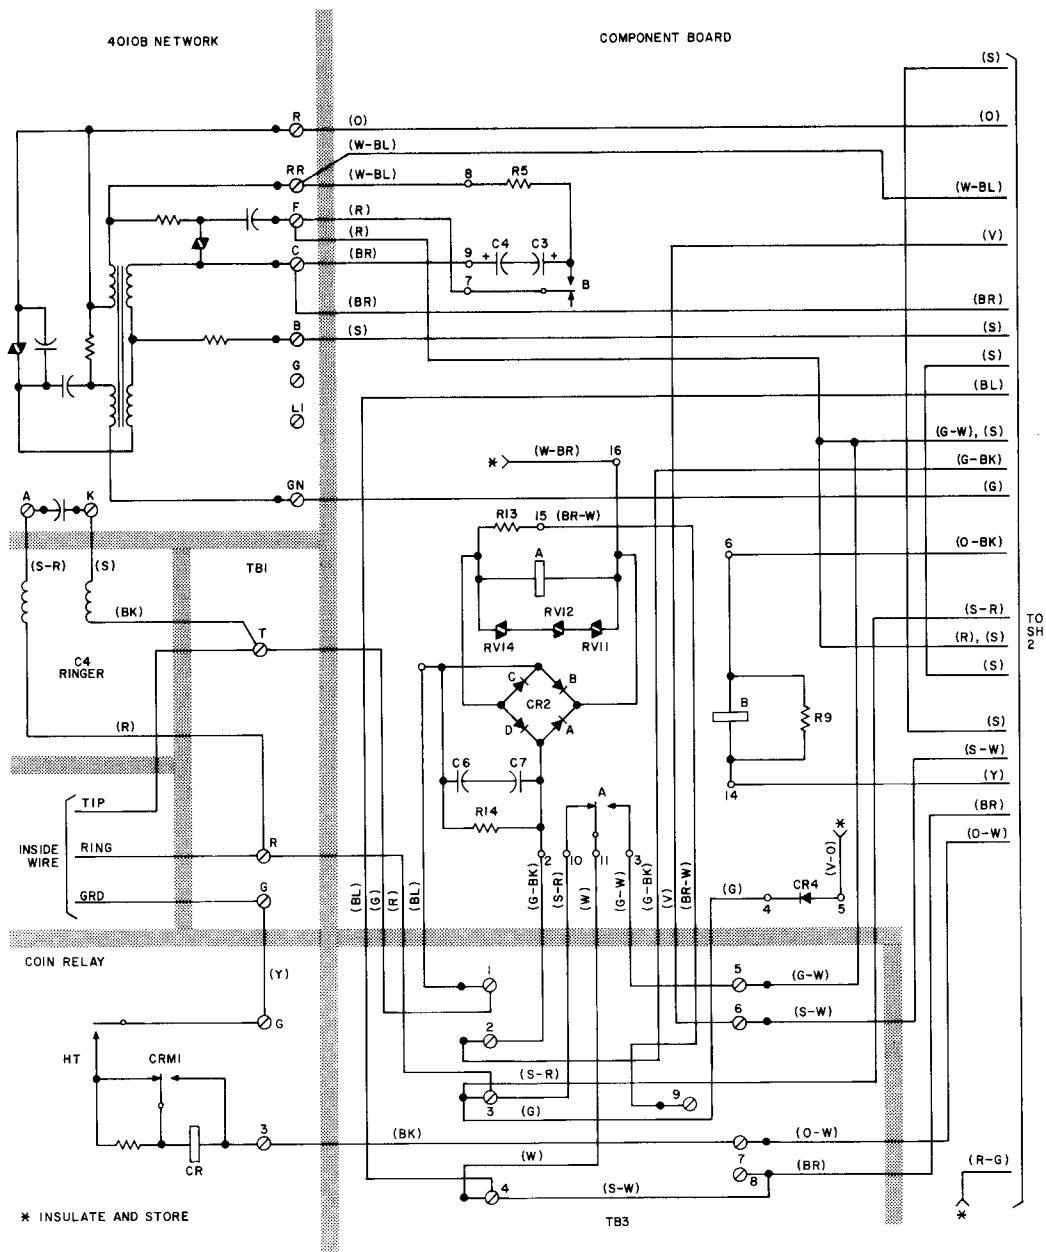 4010B NETWORK
COMPONENT BOARD
(S)
R
(O)
(O)
(W-BL)
RR
(W-BL)
8
R5
(W-BL)
F
(R)
(R)
(V)
C
(BR)
9
+
C4
C3
+
7
B
(BR)
(BR)
B
(S)
(S)
G
(S)
(BL)
L1
(G-W), (S)
*
(W-BR)
16
(G-BK)
GN
(G)
A
K
R13
15
(BR-W)
A
6
(O-BK)
(S-R)
(S)
TB1
(BK)
T
RV12
RV14
RV11
(S-R)
TO
SH
2
(R), (S)
C4
RINGER
C
B
CR2
D
A
(S)
B
R9
(R)
(S)
(S-W)
C6
C7
14
(Y)
TIP
R14
A
*
(BR)
(O-W)
INSIDE
WIRE
RING
R
2
10
11
3
(V-O)
GRD
G
(BL)
(G)
(R)
(BL)
(G-BK)
(S-R)
(W)
(G-W)
(G-BK)
(V)
(BR-W)
(G)
4
CR4
5
COIN RELAY
(Y)
1
5
(G-W)
G
2
6
(S-W)
HT
CRM1
(S-R)
3
(G)
9
3
(BK)
(O-W)
7
CR
(W)
8
(BR)
(R-G)
4
(S-W)
*
* INSULATE AND STORE
TB3